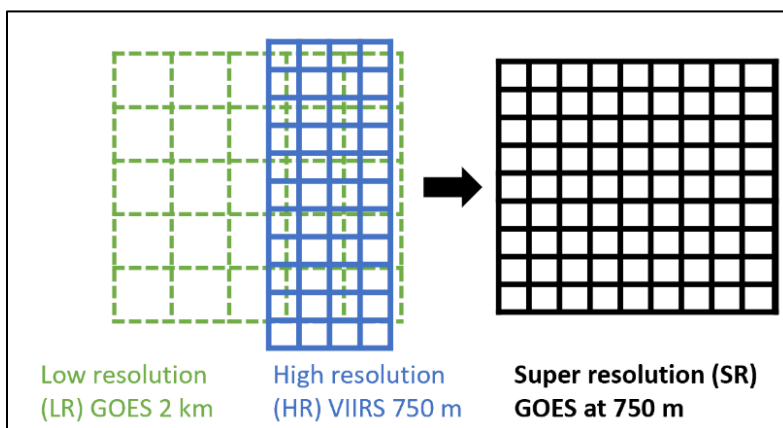 Low resolution
(LR) GOES 2 km
High resolution
(HR) VIIRS 750 m
Super resolution (SR)
GOES at 750 m